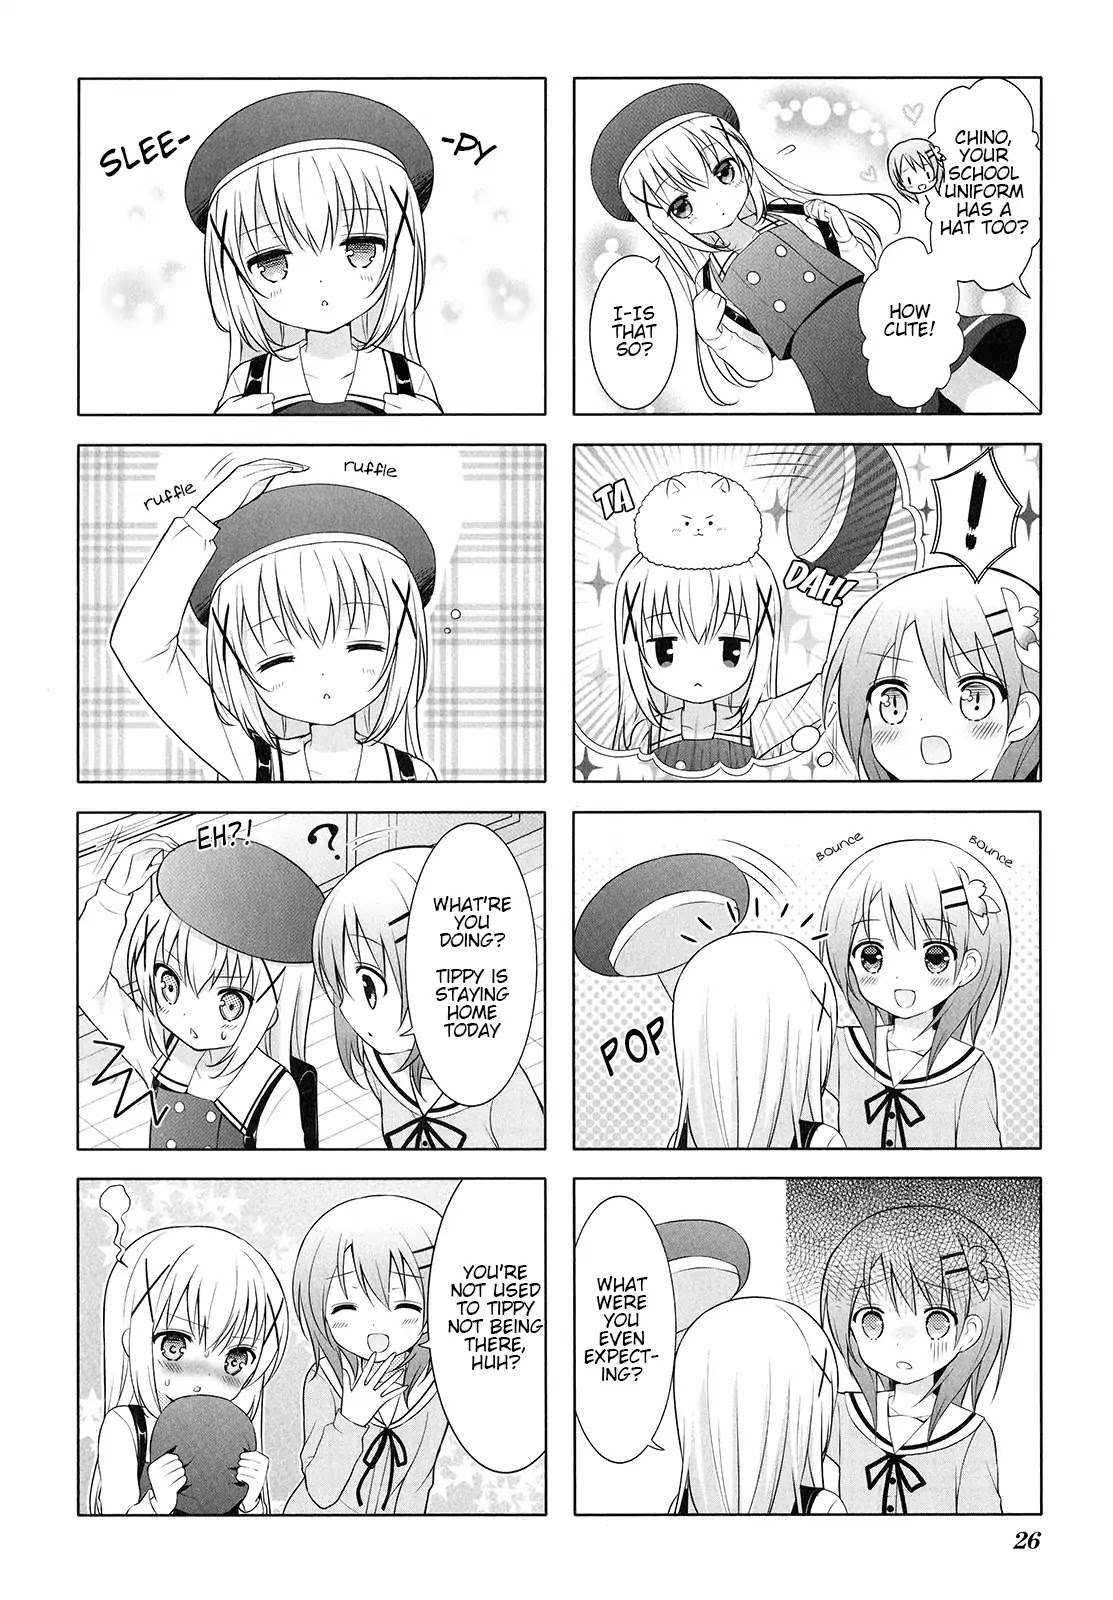 CHINO,
YOUR
SCHOOL
UNIFORM
HAS A
HAT TOO?
HOW
CUTE!
I-IS
THAT
SO?
!
TA
DAH!
BOUNCE
BOUNCE
POP
WHAT
WERE
YOU
EVEN
EXPECT-
ING?
SLEE-
-PY
ruffle
ruffle
EH?!
?
WHAT'RE
YOU
DOING?
TIPPY IS
STAYING
HOME
TODAY
YOU'RE
NOT USED
TO TIPPY
NOT BEING
THERE,
HUH?
26